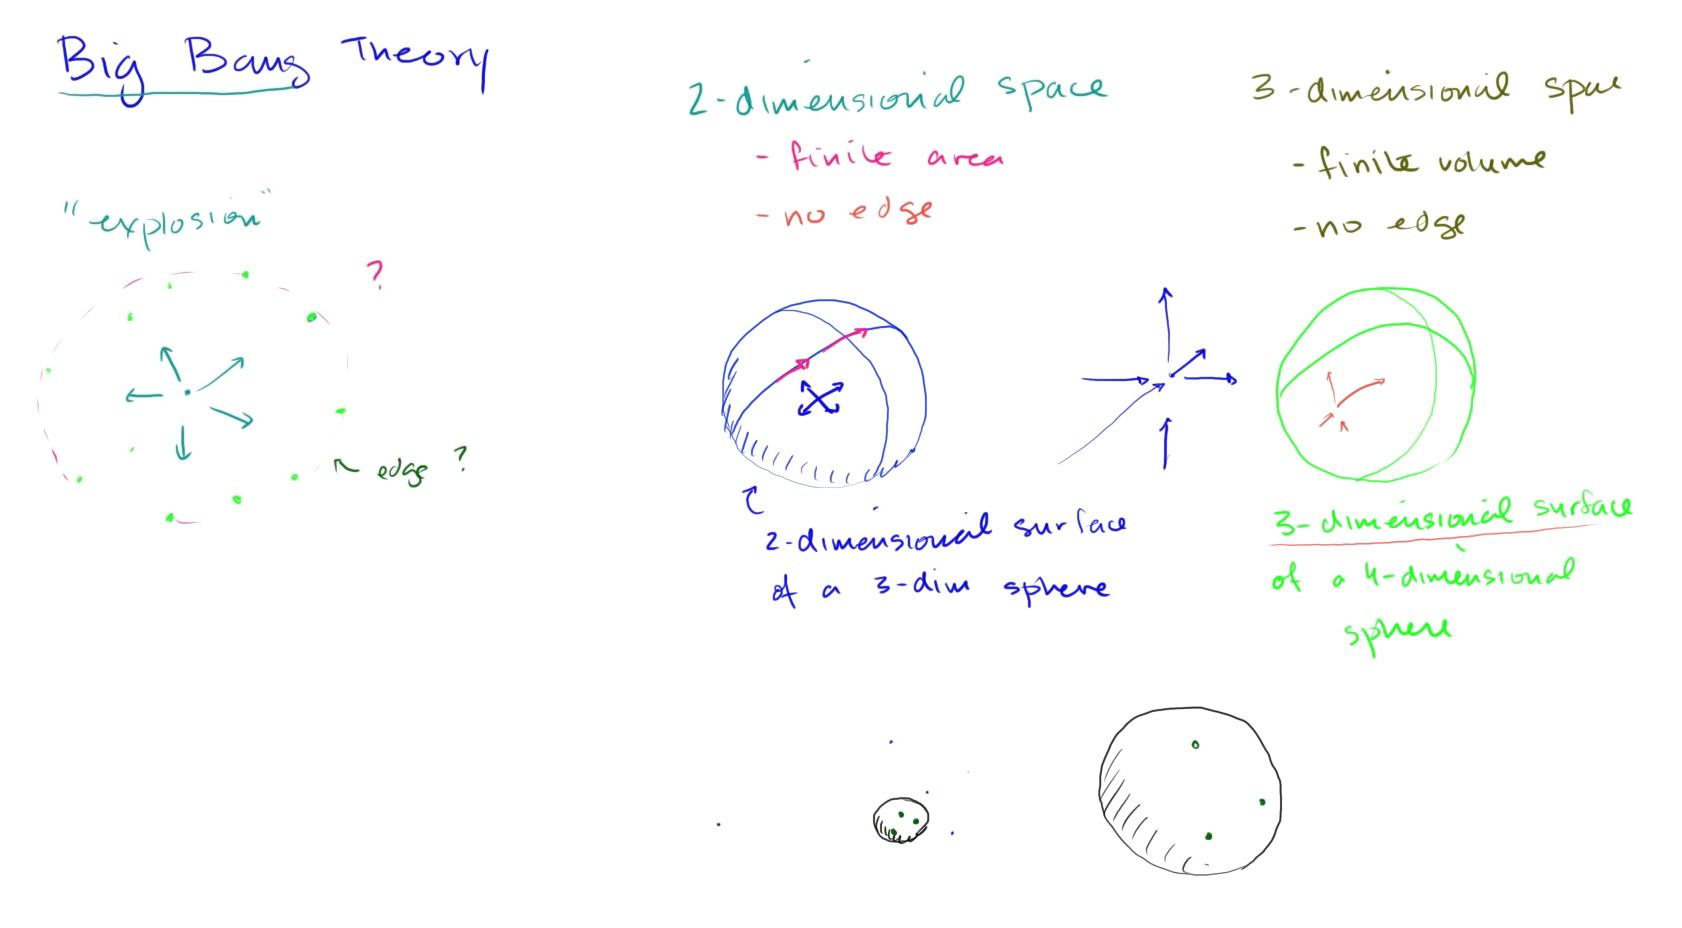 Big Bang Theory
"explosion"
?
edge ?
2-dimensional space
- finite area
- no edge
2-dimensional surface
of a 3-dim sphere
3-dimensional space
- finite volume
- no edge
3-dimensional surface
of a 4-dimensional
sphere